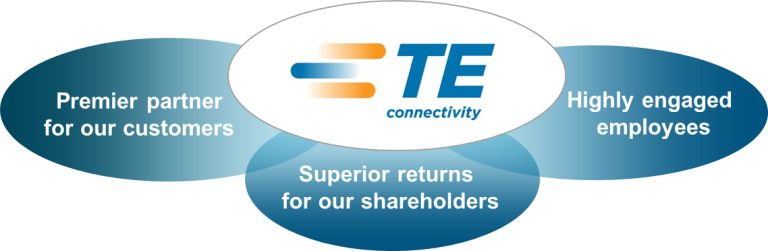 TE
connectivity
Premier partner
for our customers
Highly engaged
employees
Superior returns
for our shareholders